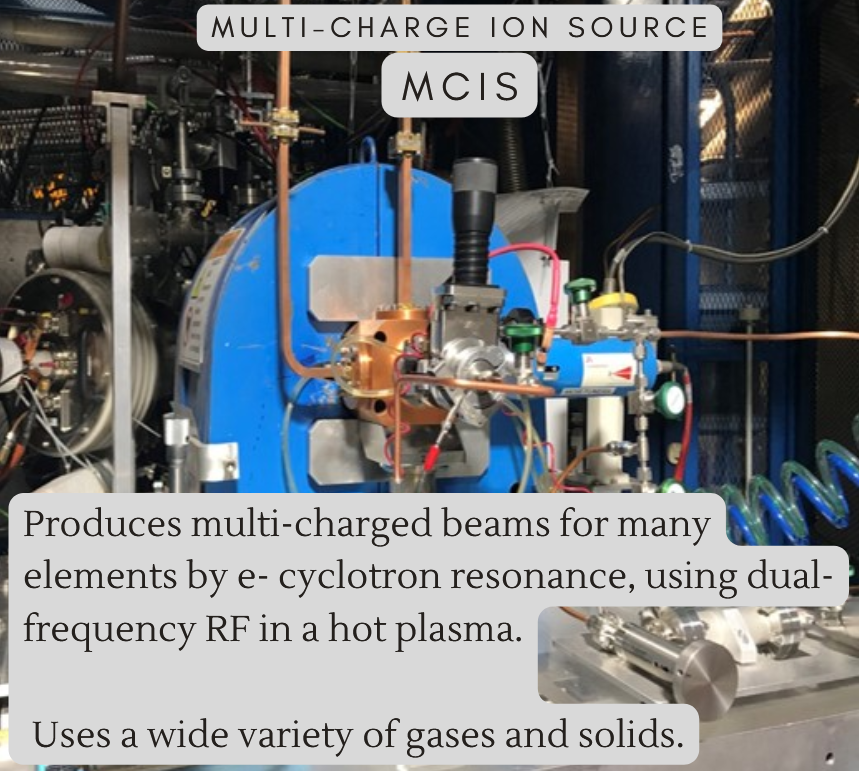 MULTI-CHARGE ION SOURCE
MCIS
Produces multi-charged beams for many
elements by e- cyclotron resonance, using dual-
frequency RF in a hot plasma.
Uses a wide variety of gases and solids.